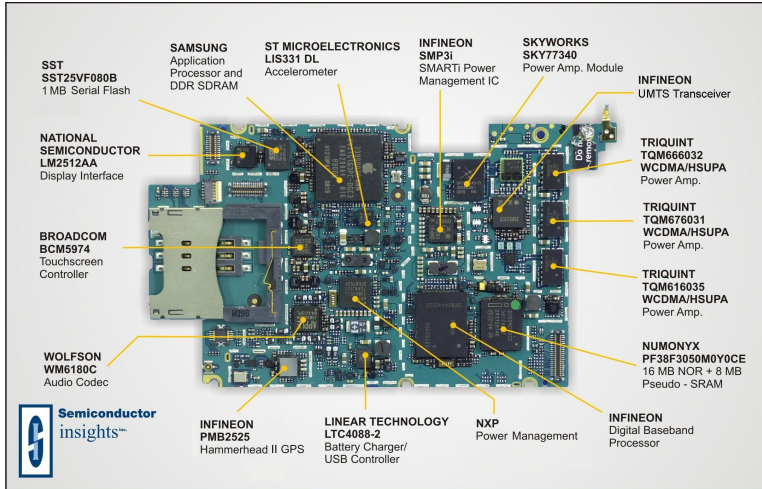 SST
SST25VF080B
1 MB Serial Flash
SAMSUNG
Application
Processor and
DDR SDRAM
ST MICROELECTRONICS
LIS331 DL
Accelerometer
INFINEON
SMP3i
SMARTi Power
Management IC
SKYWORKS
SKY77340
Power Amp. Module
INFINEON
UMTS Transceiver
NATIONAL
SEMICONDUCTOR
LM2512AA
Display Interface
Do not
remove
TRIQUINT
TQM666032
WCDMA/HSUPA
Power Amp.
TRIQUINT
TQM676031
WCDMA/HSUPA
Power Amp.
BROADCOM
BCM5974
Touchscreen
Controller
TRIQUINT
TQM616035
WCDMA/HSUPA
Power Amp.
WOLFSON
WM6180C
Audio Codec
NUMONYX
PF38F3050M0Y0CE
16 MB NOR + 8 MB
Pseudo - SRAM
INFINEON
PMB2525
Hammerhead II GPS
LINEAR TECHNOLOGY
LTC4088-2
Battery Charger/
USB Controller
NXP
Power Management
INFINEON
Digital Baseband
Processor
Semiconductor
insights